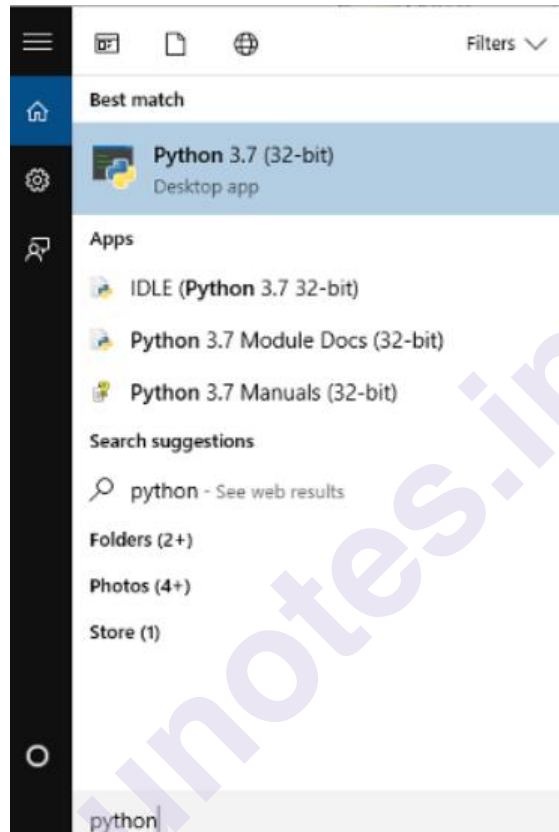 Filters
Best match
Python 3.7 (32-bit)
Desktop app
Apps
IDLE (Python 3.7 32-bit)
Python 3.7 Module Docs (32-bit)
Python 3.7 Manuals (32-bit)
Search suggestions
python - See web results
Folders (2+)
Photos (4+)
Store (1)
python
unotes.in